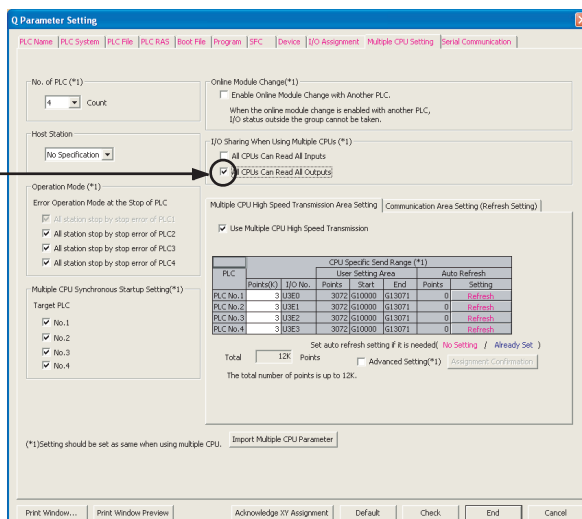 Q Parameter Setting
PLC Name PLC System PLC File PLC RAS Boot File Program SFC Device I/O Assignment Multiple CPU Setting Serial Communication
No. of PLC (*1)
4 Count
Host Station
No Specification
Operation Mode (*1)
Error Operation Mode at the Stop of PLC
All station stop by stop error of PLC1
All station stop by stop error of PLC2
All station stop by stop error of PLC3
All station stop by stop error of PLC4
Multiple CPU Synchronous Startup Setting(*1)
Target PLC
No.1
No.2
No.3
No.4
Online Module Change(*1)
Enable Online Module Change with Another PLC.
When the online module change is enabled with another PLC,
I/O status outside the group cannot be taken.
I/O Sharing When Using Multiple CPUs (*1)
All CPUs Can Read All Inputs
All CPUs Can Read All Outputs
Multiple CPU High Speed Transmission Area Setting Communication Area Setting (Refresh Setting)
Use Multiple CPU High Speed Transmission
CPU Specific Send Range (*1)
PLC User Setting Area Auto Refresh
Points(K) I/O No. Points Start End Points Setting
PLC No.1 3 U3E0 3072 G10000 G13071 0 Refresh
PLC No.2 3 U3E1 3072 G10000 G13071 0 Refresh
PLC No.3 3 U3E2 3072 G10000 G13071 0 Refresh
PLC No.4 3 U3E3 3072 G10000 G13071 0 Refresh
Set auto refresh setting if it is needed( No Setting / Already Set )
Total 12K Points Advanced Setting(*1) Assignment Confirmation
The total number of points is up to 12K.
(*1)Setting should be set as same when using multiple CPU. Import Multiple CPU Parameter
Print Window... Print Window Preview Acknowledge XY Assignment Default Check End Cancel